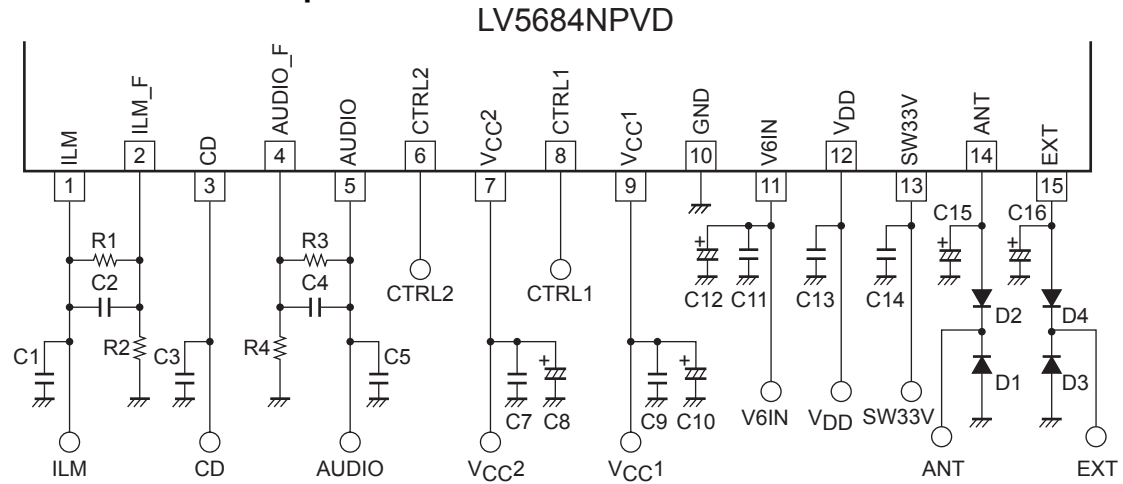 LV5684NPVD
ILM
ILM_F
CD
AUDIO_F
AUDIO
CTRL2
VCC2
CTRL1
VCC1
GND
V6IN
VDD
SW33V
ANT
EXT
1
2
3
4
5
6
7
8
9
10
11
12
13
14
15
R1
C2
R2
C1
C3
R3
C4
R4
C5
CTRL2
CTRL1
+
C7
C8
+
C9
C10
+
C12
C11
C13
C14
C15
+
C16
+
D2
D1
D4
D3
V6IN
VDD
SW33V
ILM
CD
AUDIO
VCC2
VCC1
ANT
EXT